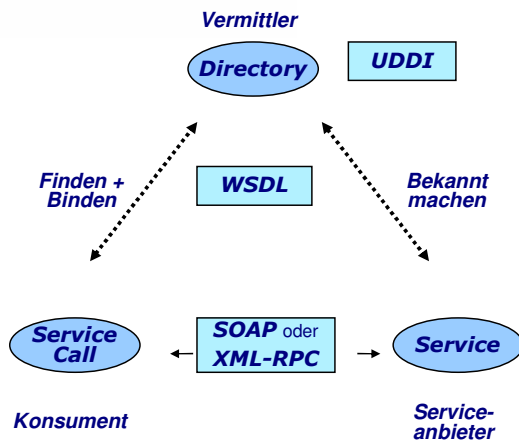 Vermittler
Directory
UDDI
Finden +
Binden
WSDL
Bekannt
machen
Service
Call
SOAP oder
XML-RPC
Service
Konsument
Service-
anbieter